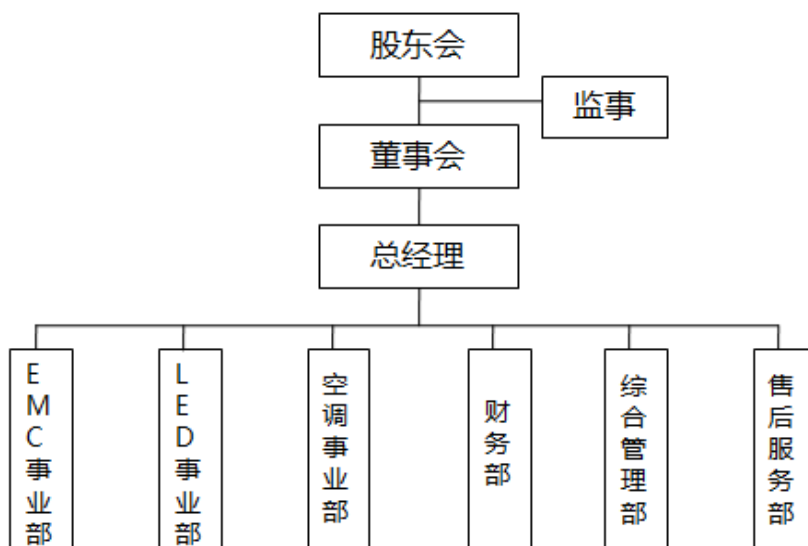 股东会
监事
董事会
总经理
EMC事业部
LED事业部
空调事业部
财务部
综合管理部
售后服务部